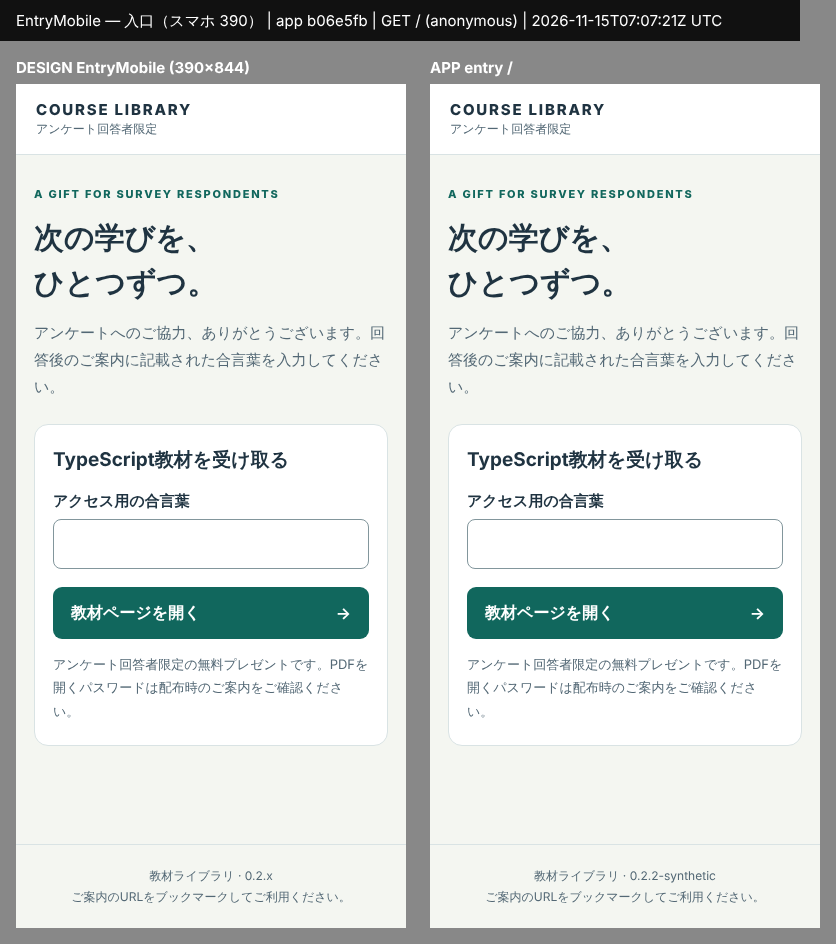 EntryMobile — 入口（スマホ 390） | app b06e5fb | GET / (anonymous) | 2026-11-15T07:07:21Z UTC
DESIGN EntryMobile (390×844)
COURSE LIBRARY
アンケート回答者限定
A GIFT FOR SURVEY RESPONDENTS
次の学びを、
ひとつずつ。
アンケートへのご協力、ありがとうございます。回
答後のご案内に記載された合言葉を入力してくださ
い。
TypeScript教材を受け取る
アクセス用の合言葉
教材ページを開く →
アンケート回答者限定の無料プレゼントです。PDFを
開くパスワードは配布時のご案内をご確認くださ
い。
教材ライブラリ · 0.2.x
ご案内のURLをブックマークしてご利用ください。
APP entry /
COURSE LIBRARY
アンケート回答者限定
A GIFT FOR SURVEY RESPONDENTS
次の学びを、
ひとつずつ。
アンケートへのご協力、ありがとうございます。回
答後のご案内に記載された合言葉を入力してくださ
い。
TypeScript教材を受け取る
アクセス用の合言葉
教材ページを開く →
アンケート回答者限定の無料プレゼントです。PDFを
開くパスワードは配布時のご案内をご確認くださ
い。
教材ライブラリ · 0.2.2-synthetic
ご案内のURLをブックマークしてご利用ください。